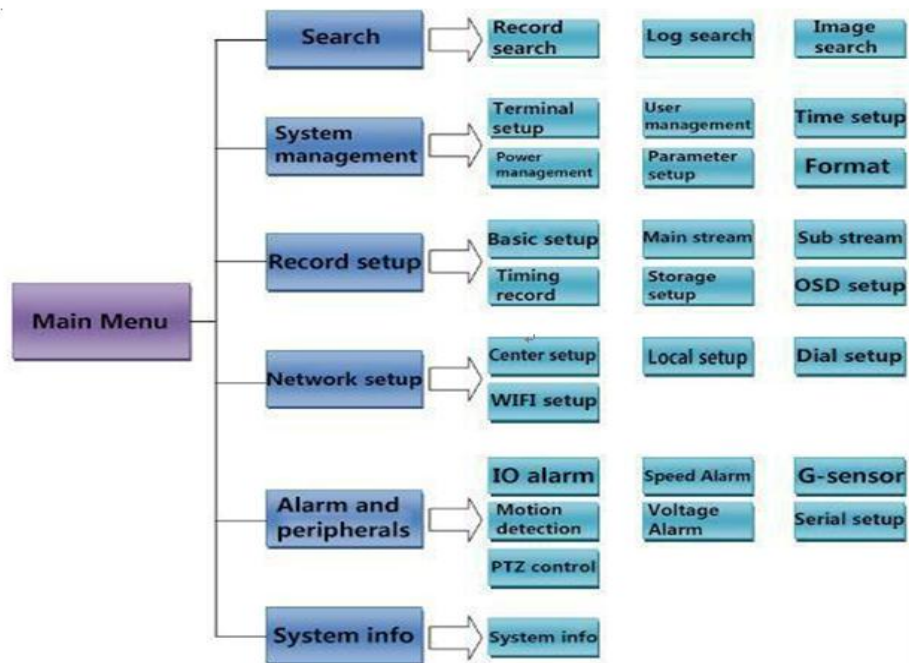 Main Menu
Search
Record
search
Log search
Image
search
System
management
Terminal
setup
User
management
Time setup
Power
management
Parameter
setup
Format
Record setup
Basic setup
Main stream
Sub stream
Timing
record
Storage
setup
OSD setup
Network setup
Center setup
Local setup
Dial setup
WIFI setup
Alarm and
peripherals
IO alarm
Speed Alarm
G-sensor
Motion
detection
Voltage
Alarm
Serial setup
PTZ control
System info
System info